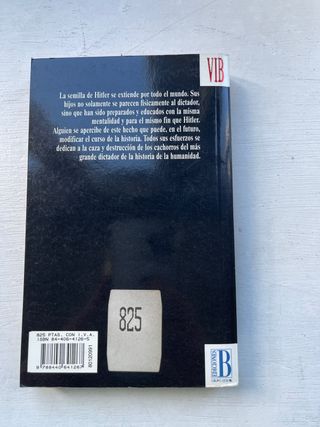 VIB
La semilla de Hitler se extiende por todo el mundo. Sus
hijos no solamente se parecen físicamente al dictador,
sino que han sido preparados y educados con la misma
mentalidad y para el mismo fin que Hitler.
Alguien se apercibe de este hecho que puede, en el futuro,
modificar el curso de la historia. Todos sus esfuerzos se
dedican a la caza y destrucción de los cachorros del más
grande dictador de la historia de la humanidad.
825
825 PTAS. CON I.V.A.
ISBN 84-406-4126-5
9 788440 641267
80120991
EDICIONES
B